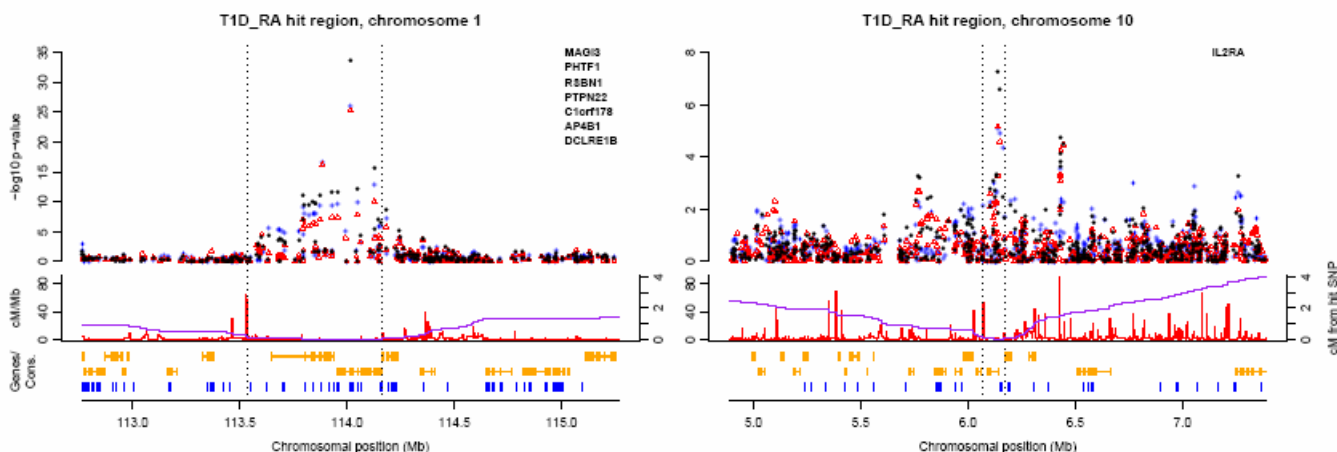 T1D_RA hit region, chromosome 1
35
30
25
20
15
10
5
0
-log10 p-value
MAGI3
PHTF1
RSBN1
PTPN22
C1orf178
AP4B1
DCLRE1B
80
40
0
cM/Mb
4
2
0
Genes/
Cons.
113.0 113.5 114.0 114.5 115.0
Chromosomal position (Mb)
T1D_RA hit region, chromosome 10
8
6
4
2
0
IL2RA
80
40
0
4
2
0
cM from hit SNP
5.0 5.5 6.0 6.5 7.0
Chromosomal position (Mb)